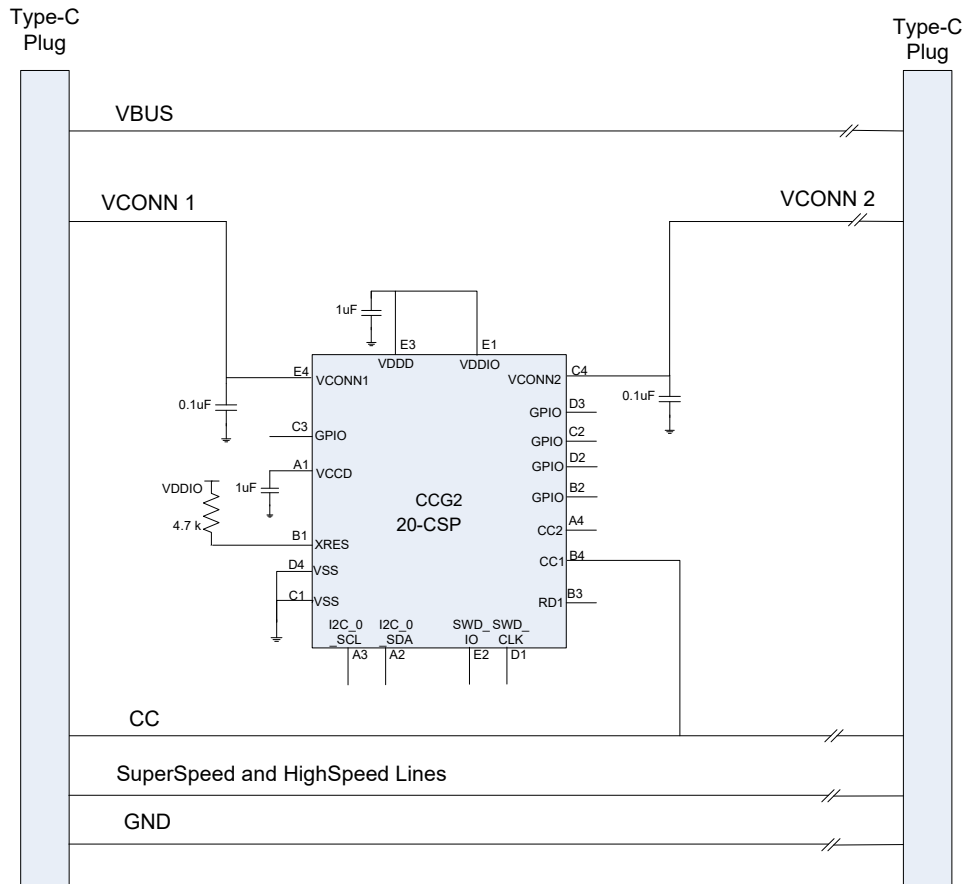 Type-C
Plug
Type-C
Plug
VBUS
VCONN 1
VCONN 2
1uF
E3
E1
VDDD
VDDIO
E4
VCONN1
VCONN2
C4
0.1uF
0.1uF
D3
GPIO
C3
GPIO
C2
GPIO
A1
VCCD
D2
GPIO
VDDIO
1uF
B2
GPIO
CCG2
20-CSP
4.7 k
A4
CC2
B1
XRES
B4
CC1
D4
VSS
C1
VSS
B3
RD1
I2C_0
_SCL
I2C_0
_SDA
SWD_
IO
SWD_
CLK
A3
A2
E2
D1
CC
SuperSpeed and HighSpeed Lines
GND